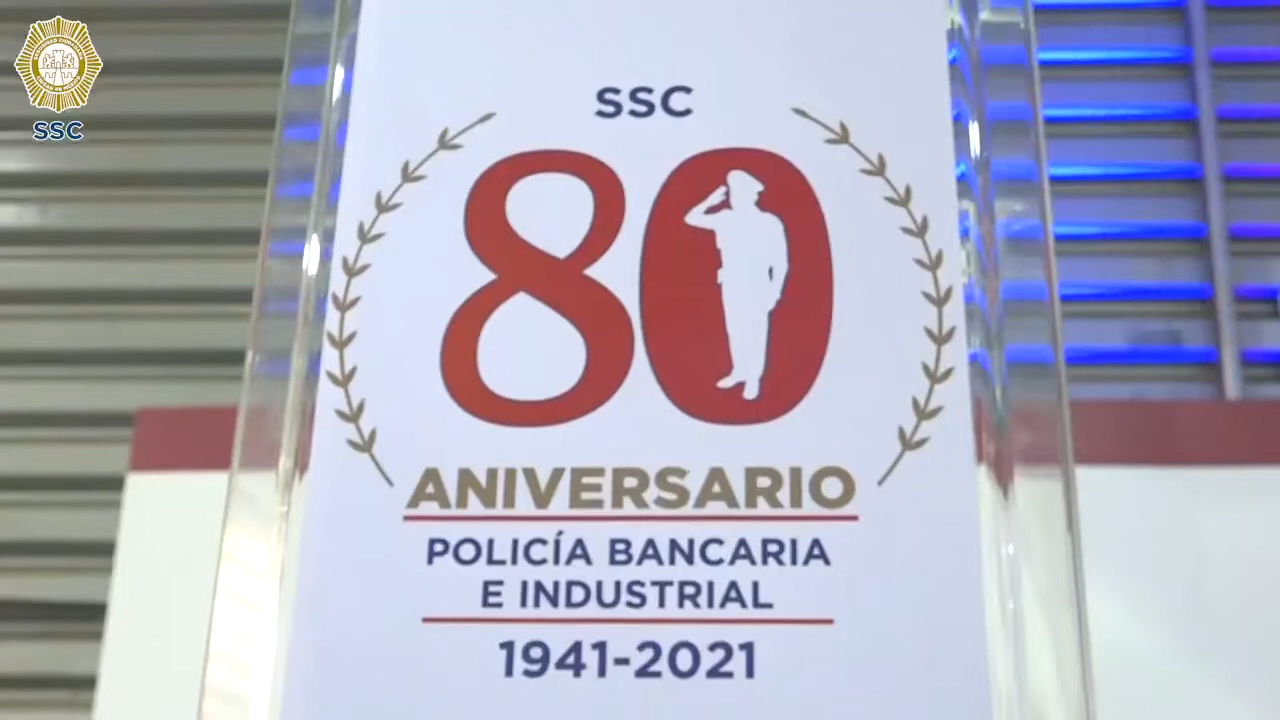 SSC
SSC
80
ANIVERSARIO
POLICÍA BANCARIA
E INDUSTRIAL
1941-2021